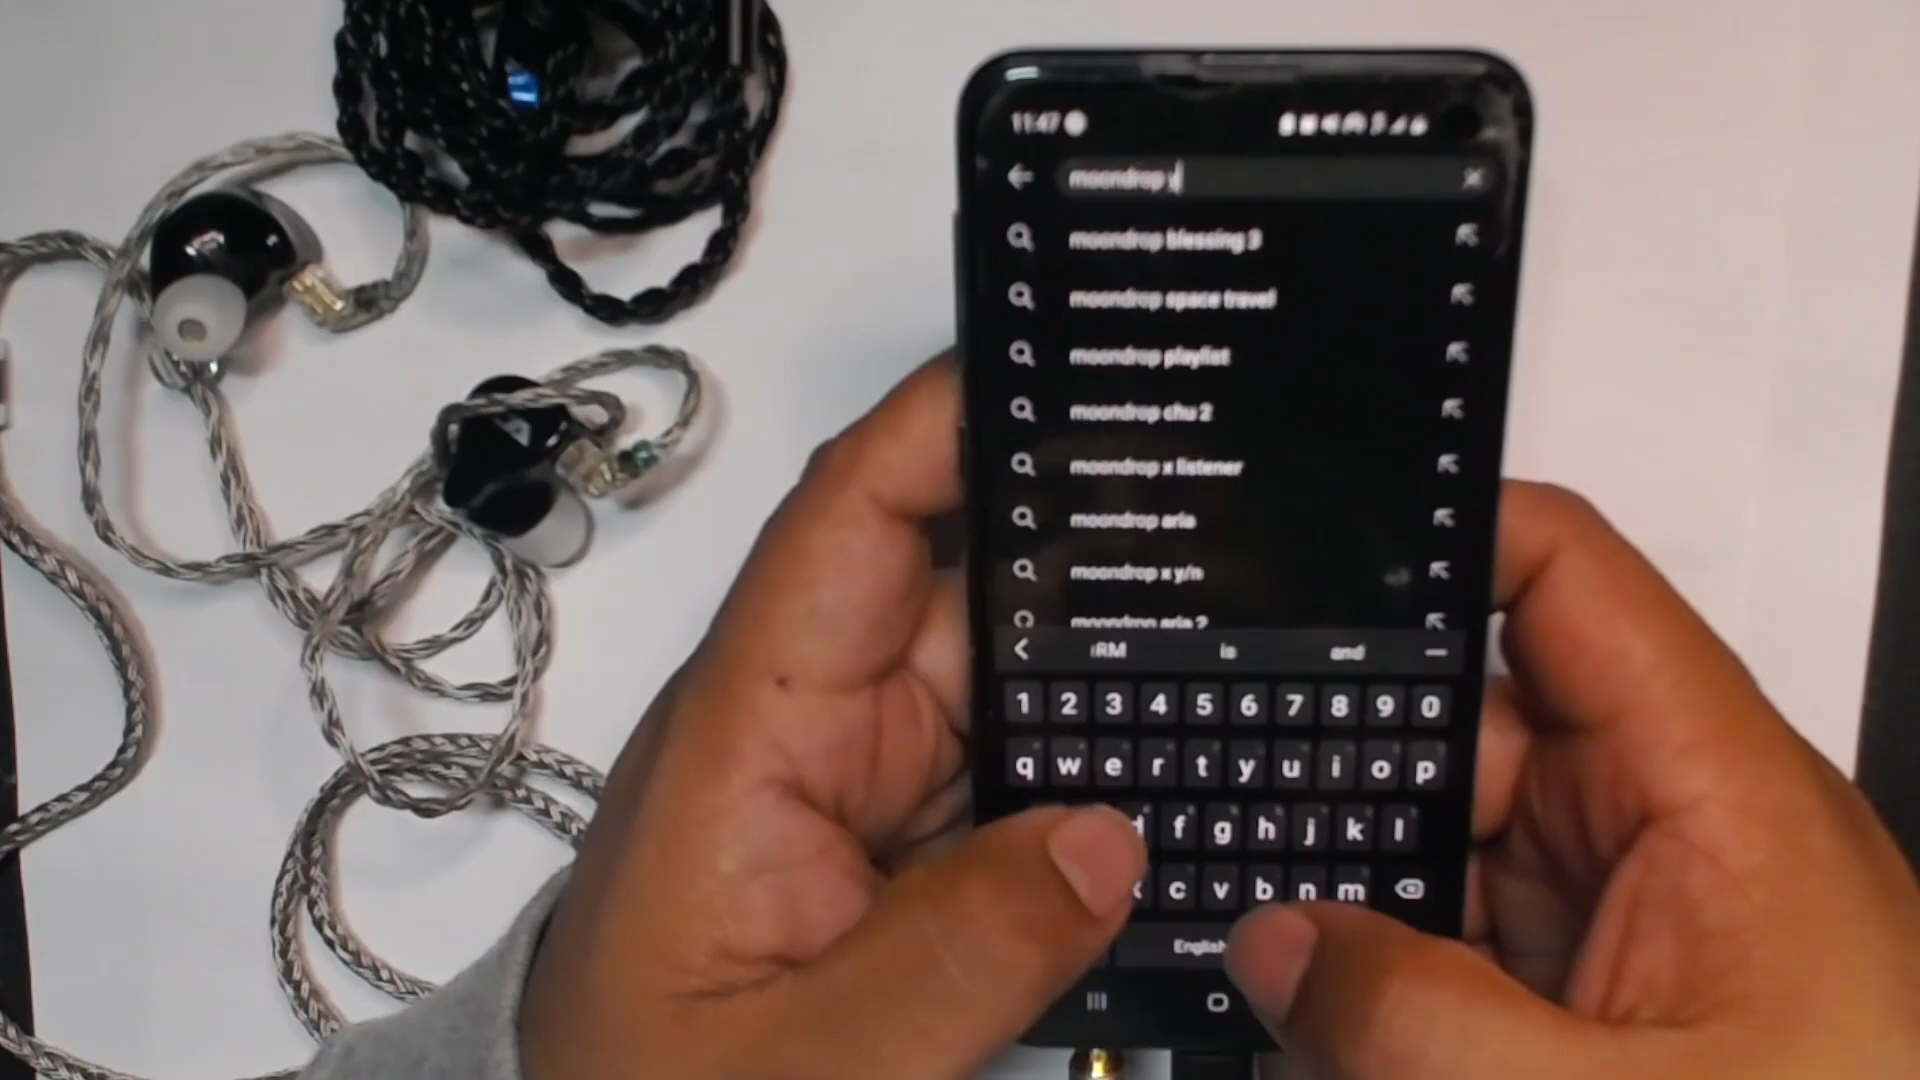 11:47
moondrop y
moondrop blessing 3
moondrop space travel
moondrop playlist
moondrop chu 2
moondrop x listener
moondrop aria
moondrop x y/n
moondrop aria 2
is and
1 2 3 4 5 6 7 8 9 0
q w e r t y u i o p
d f g h j k l
c v b n m
English